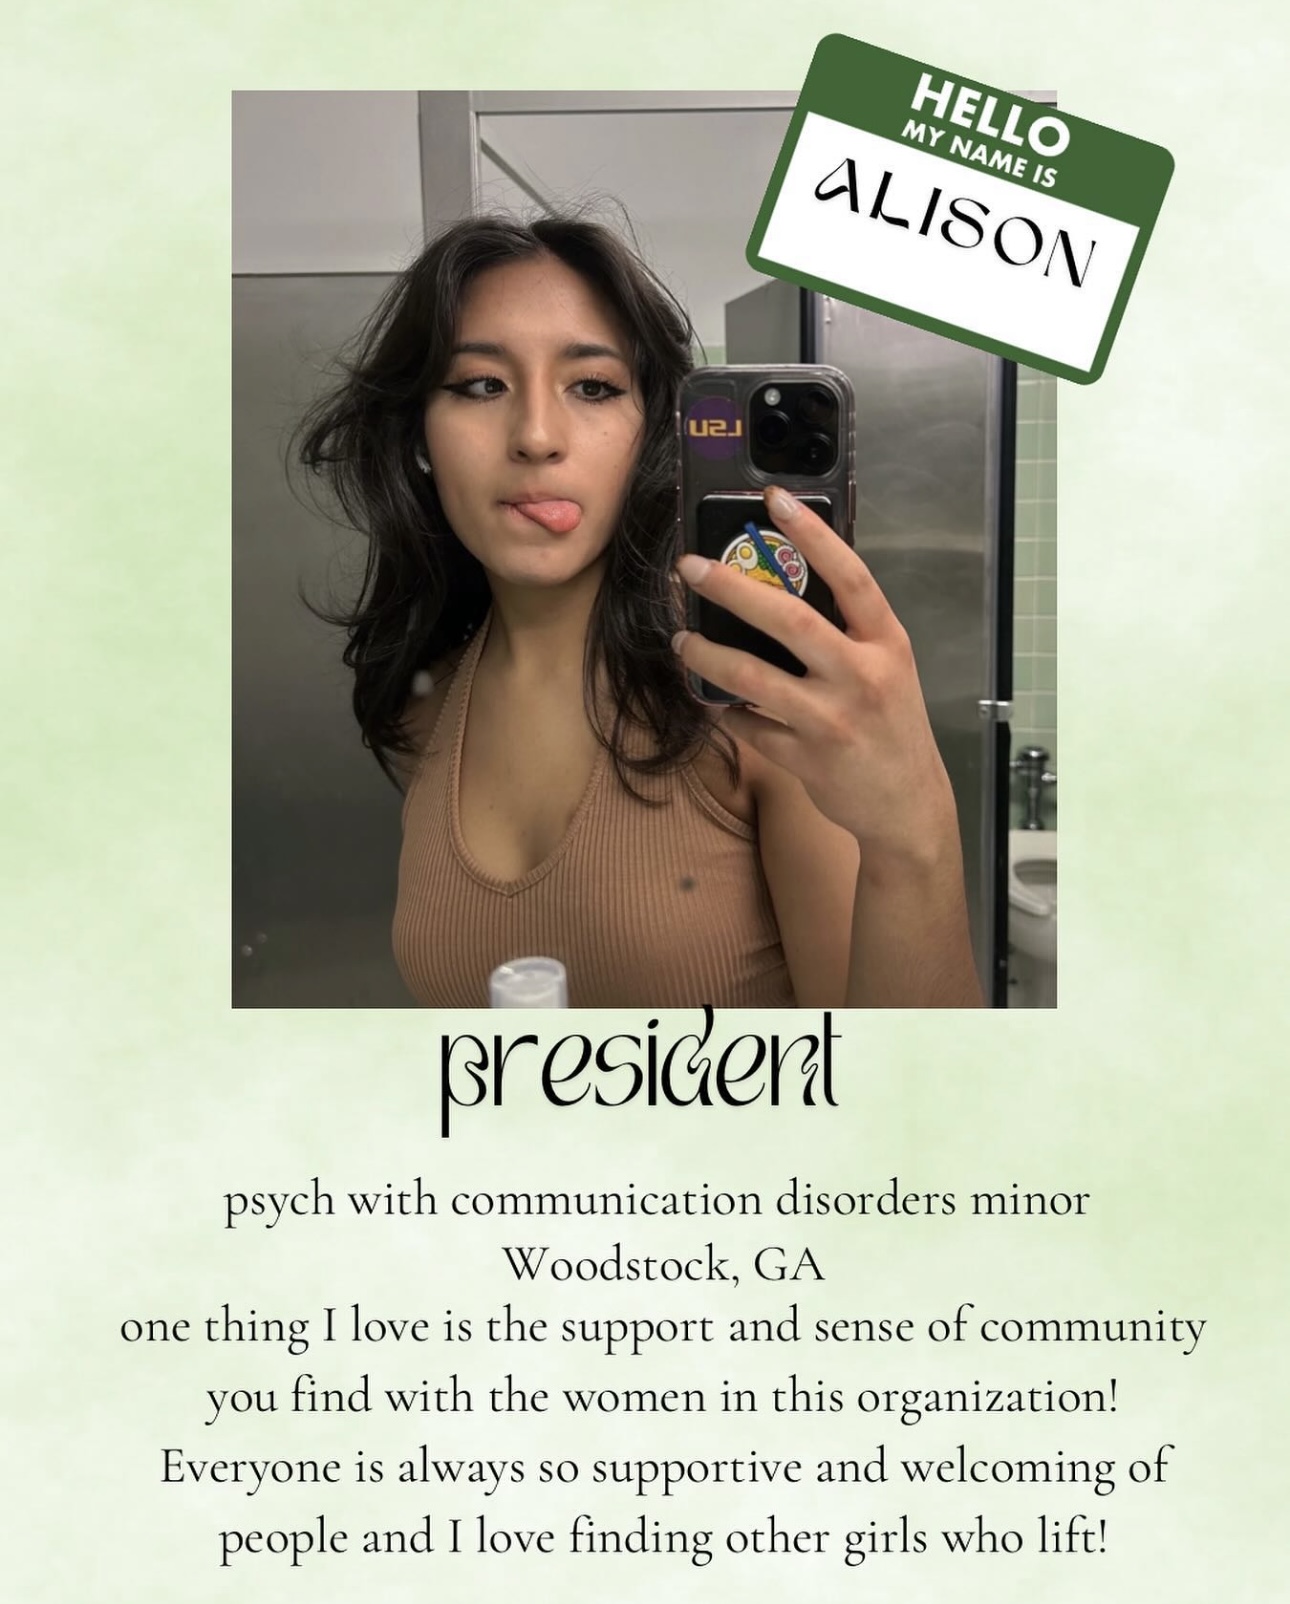 HELLO
MY NAME IS
ALISON
LSU
president
psych with communication disorders minor
Woodstock, GA
one thing I love is the support and sense of community
you find with the women in this organization!
Everyone is always so supportive and welcoming of
people and I love finding other girls who lift!